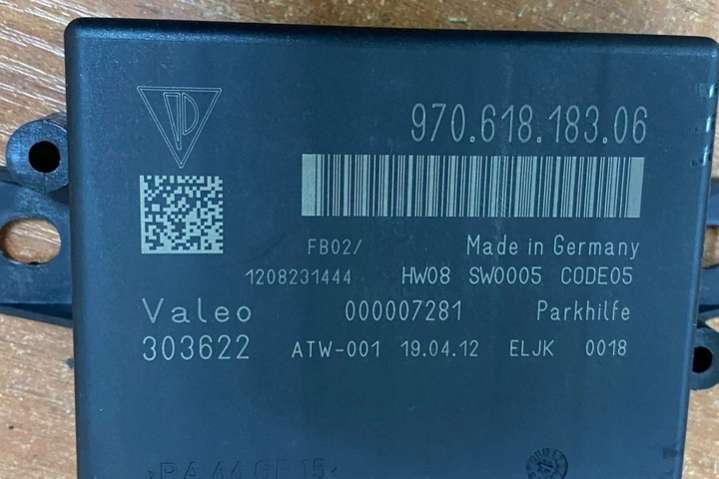 970.618.183.06
FB02/ Made in Germany
1208231444 HW08 SW0005 CODE05
Valeo 000007281 Parkhilfe
303622 ATW-001 19.04.12 ELJK 0018